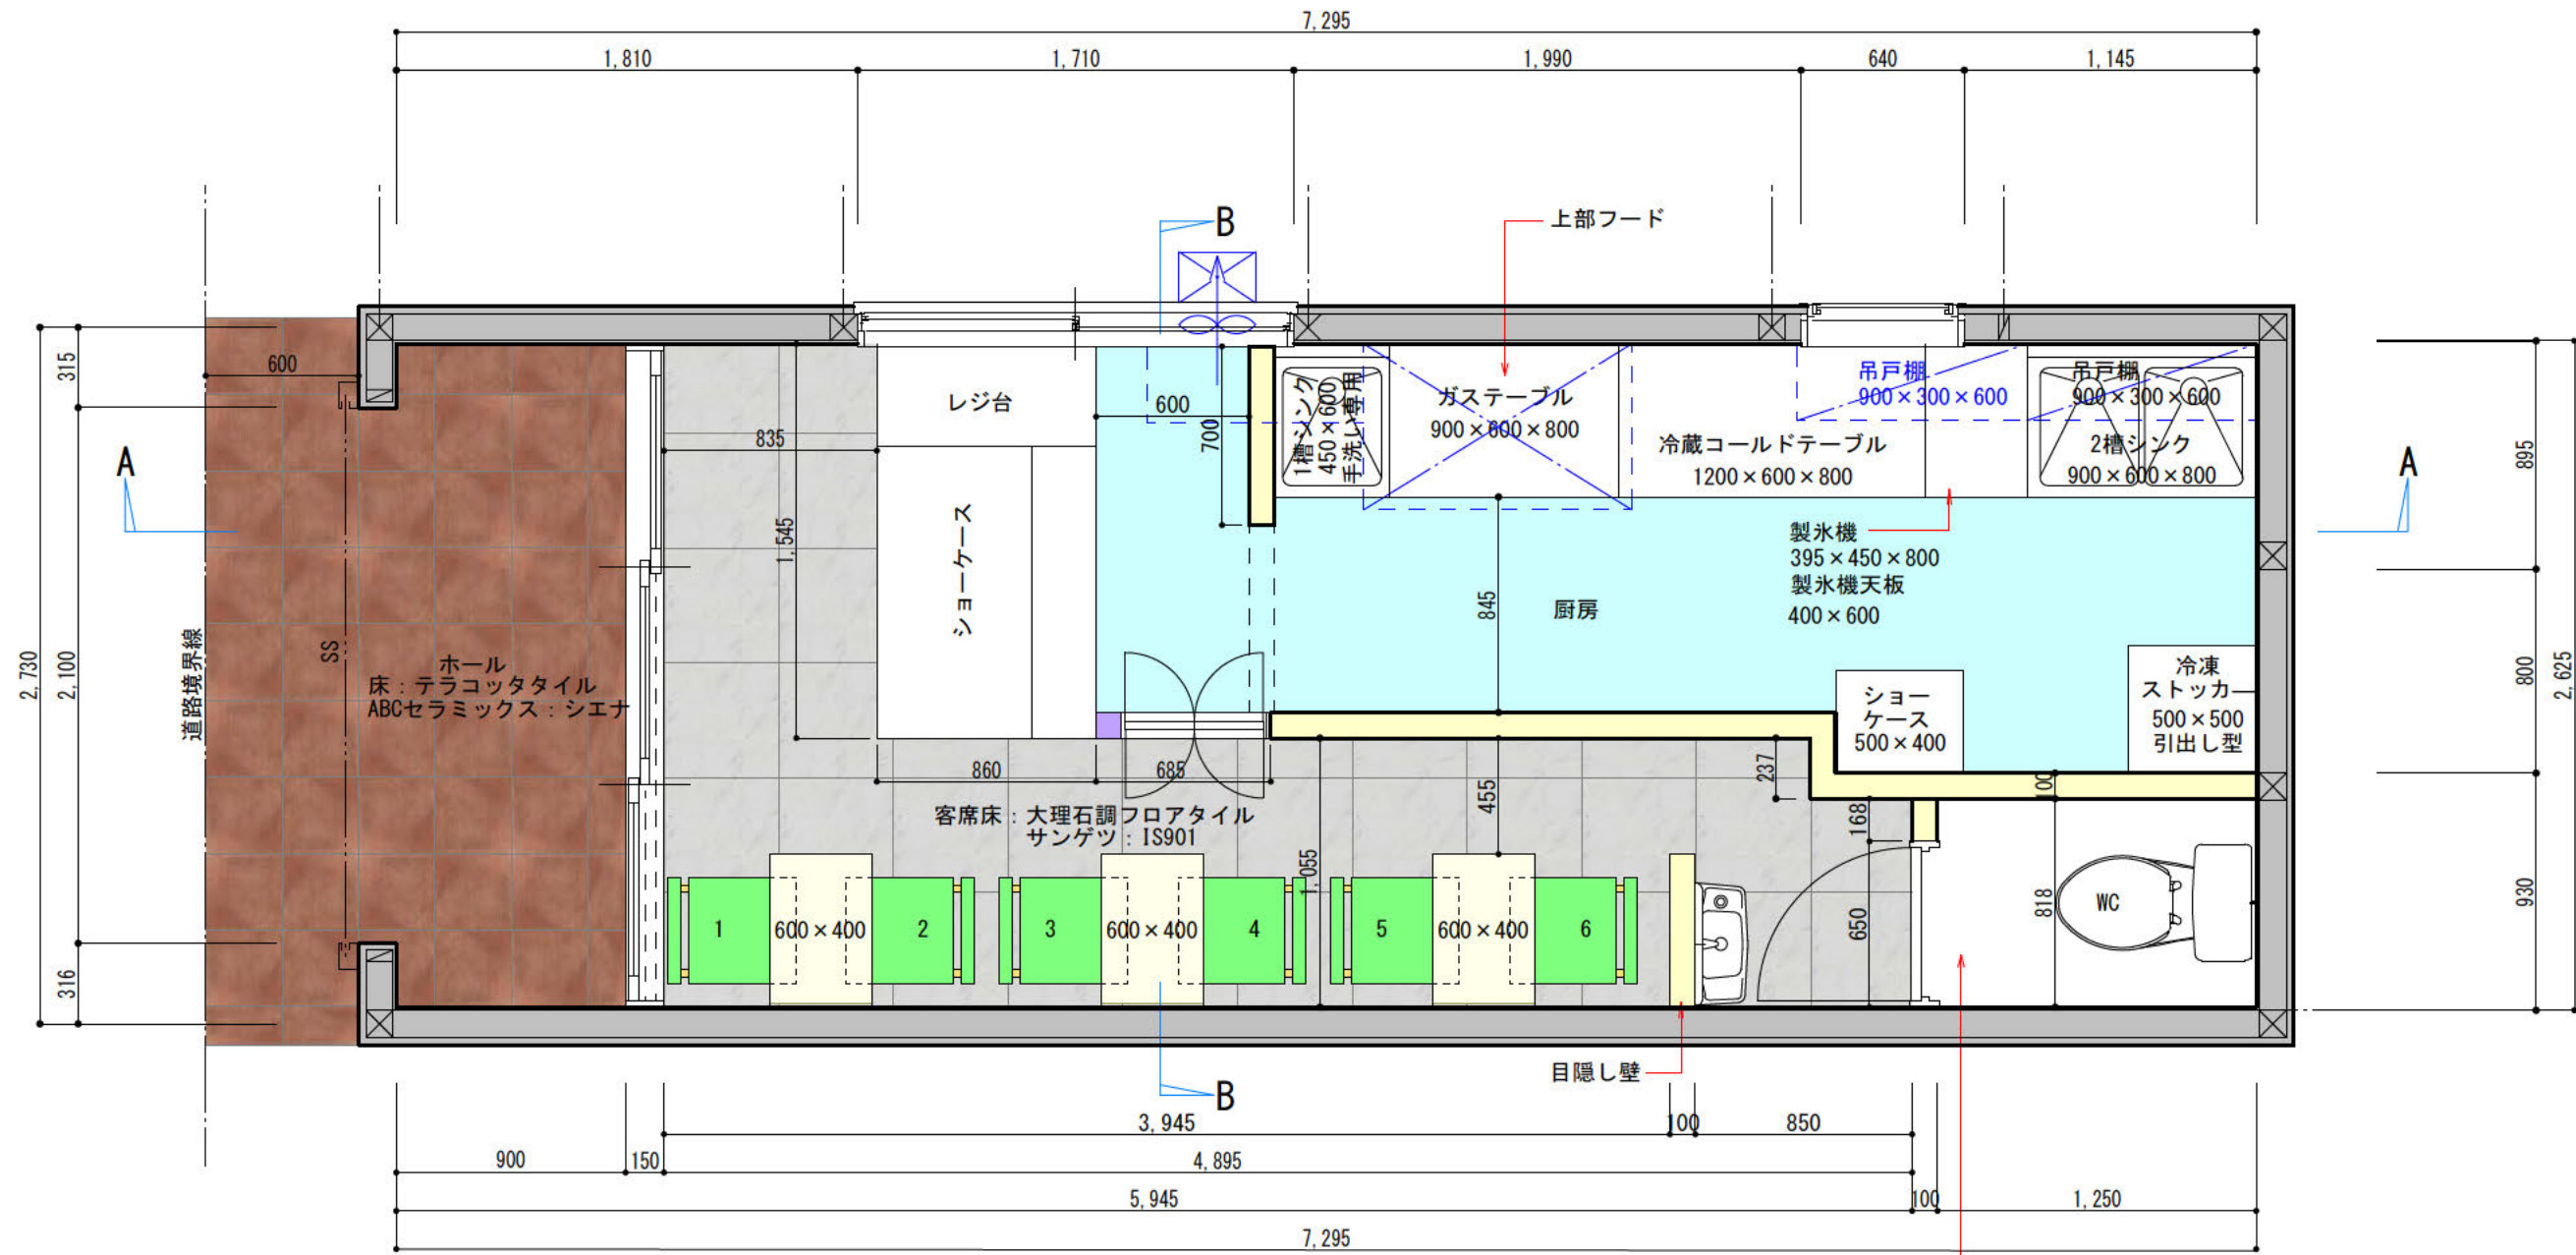 7,295
1,810
1,710
1,990
640
1,145
B
上部フード
600
315
2,730
2,100
316
A
道路境界線
SS
ホール
床：テラコッタタイル
ABCセラミックス：シエナ
835
1,545
レジ台
ショーケース
600
700
1槽シンク
450×600
手洗い専用
ガステーブル
900×600×800
冷蔵コールドテーブル
1200×600×800
吊戸棚
900×300×600
吊戸棚
900×300×600
2槽シンク
900×600×800
製氷機
395×450×800
製氷機天板
400×600
845
厨房
ショー
ケース
500×400
冷凍
ストッカー
500×500
引出し型
A
895
800
2,625
930
860
685
客席床：大理石調フロアタイル
サンゲツ：IS901
455
1,055
237
168
100
650
818
WC
1
600×400
2
3
600×400
4
5
600×400
6
目隠し壁
B
3,945
100
850
900
150
4,895
5,945
100
1,250
7,295